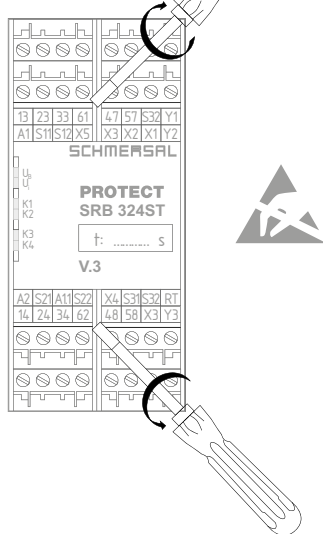 13 23 33 61 47 57 S32 Y1
A1 S11 S12 X5 X3 X2 X1 Y2
SCHMERSAL
UB
Ui
K1
K2
K3
K4
PROTECT
SRB 324ST
t: ............ s
V.3
A2 S21 A1.1 S22 X4 S31 S32 RT
14 24 34 62 48 58 X3 Y3